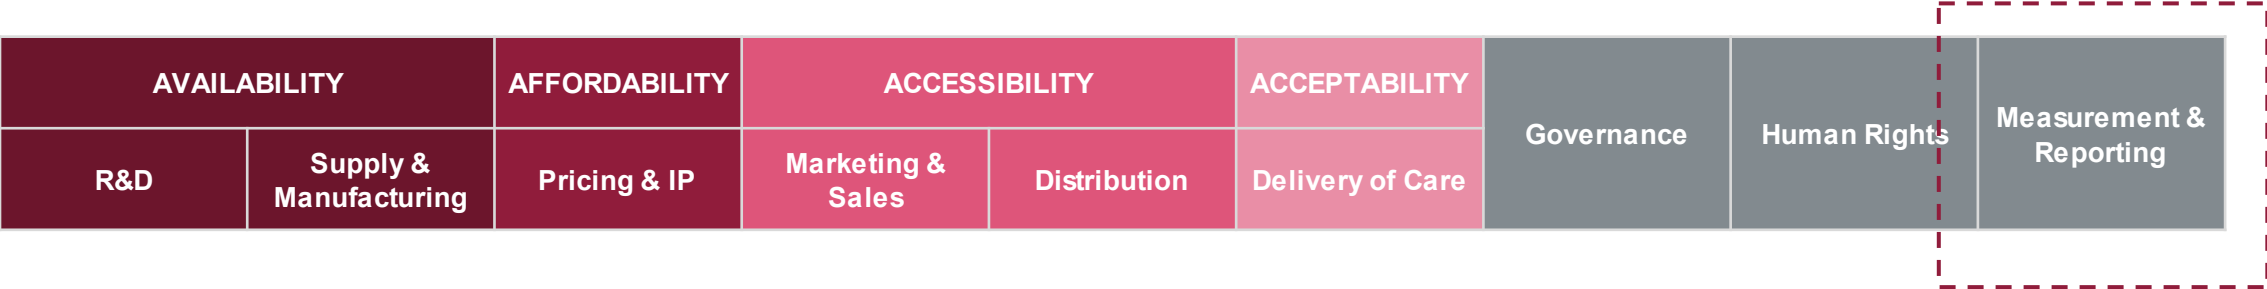 AVAILABILITY
AFFORDABILITY
ACCESSIBILITY
ACCEPTABILITY
R&D
Supply &
Manufacturing
Pricing & IP
Marketing &
Sales
Distribution
Delivery of Care
Governance
Human Rights
Measurement &
Reporting